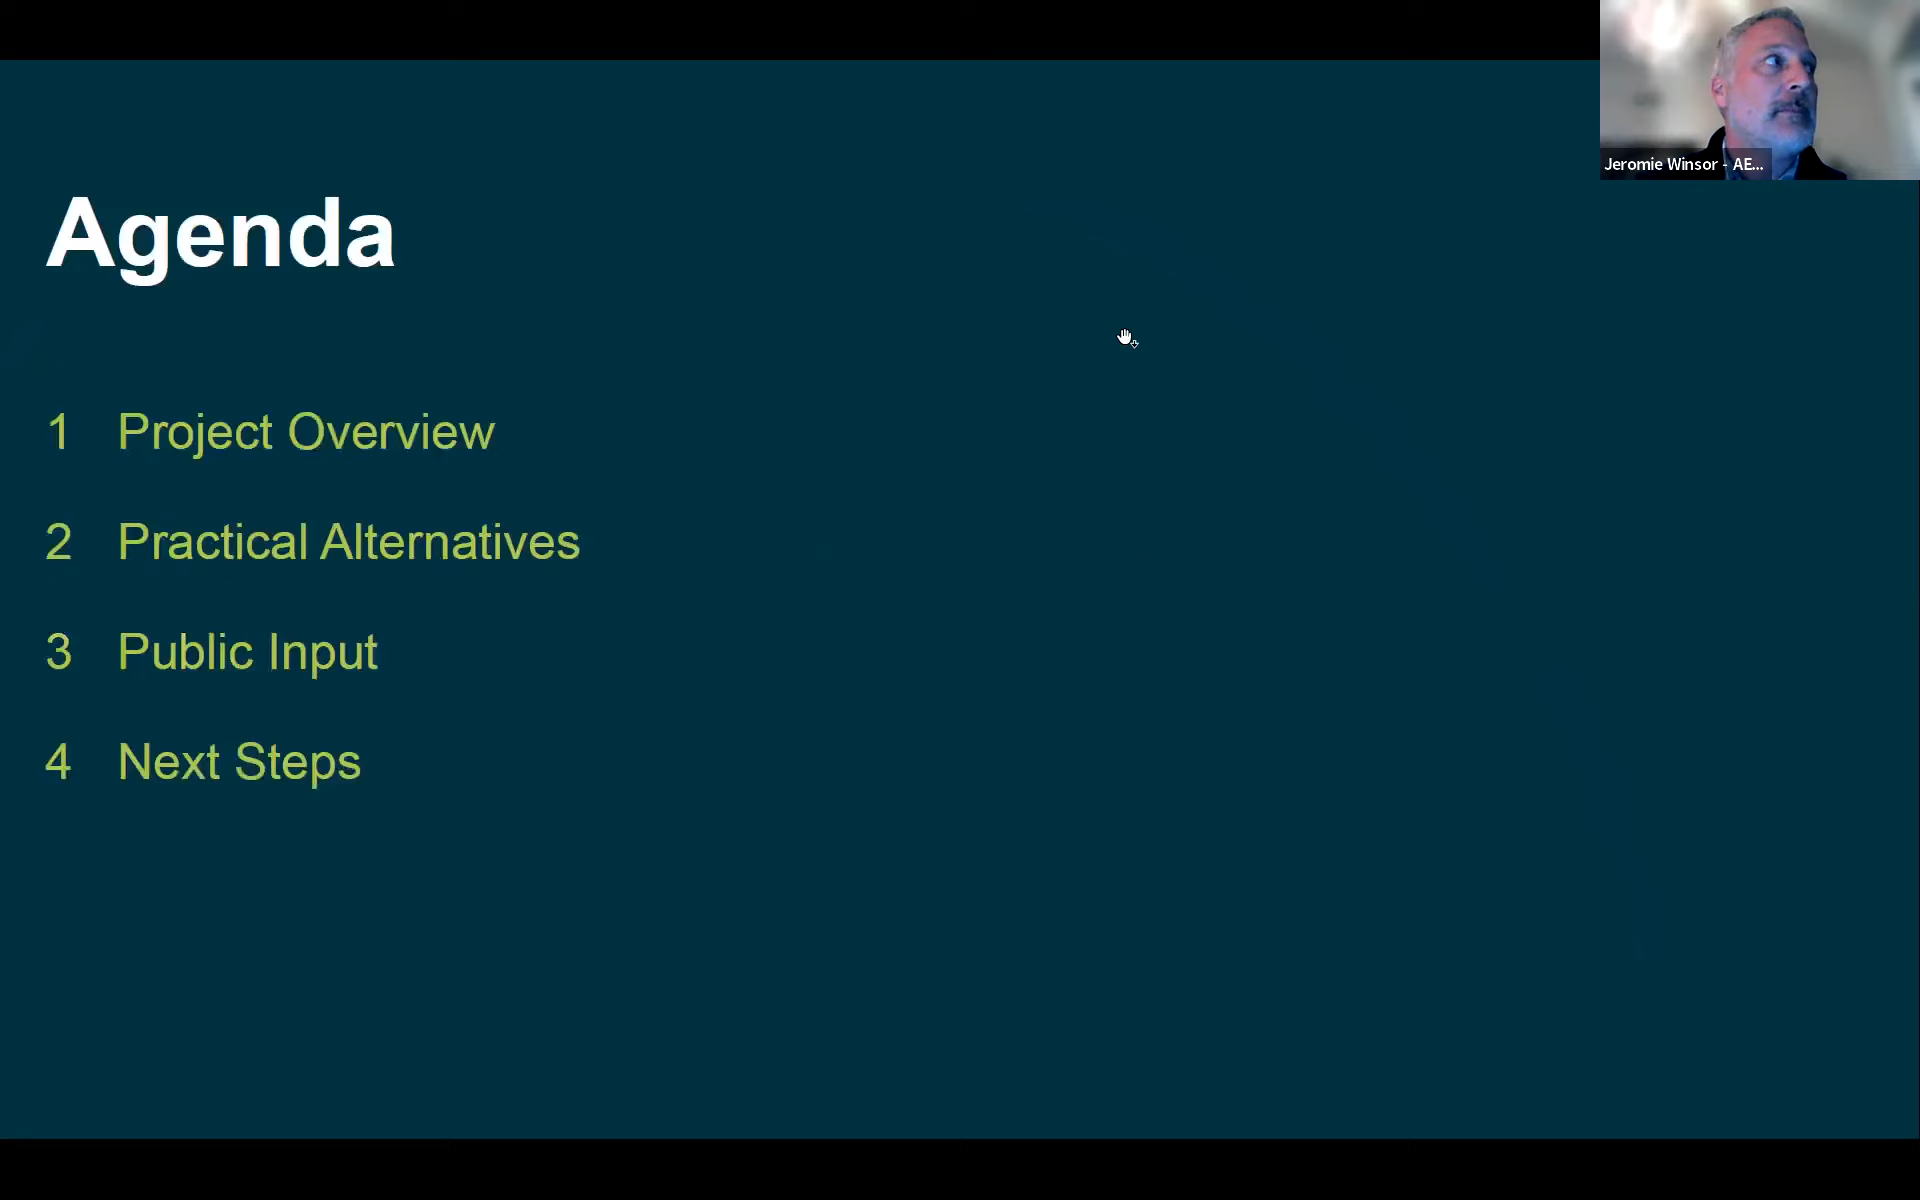 Jeromie Winsor - AE...
Agenda
1 Project Overview
2 Practical Alternatives
3 Public Input
4 Next Steps